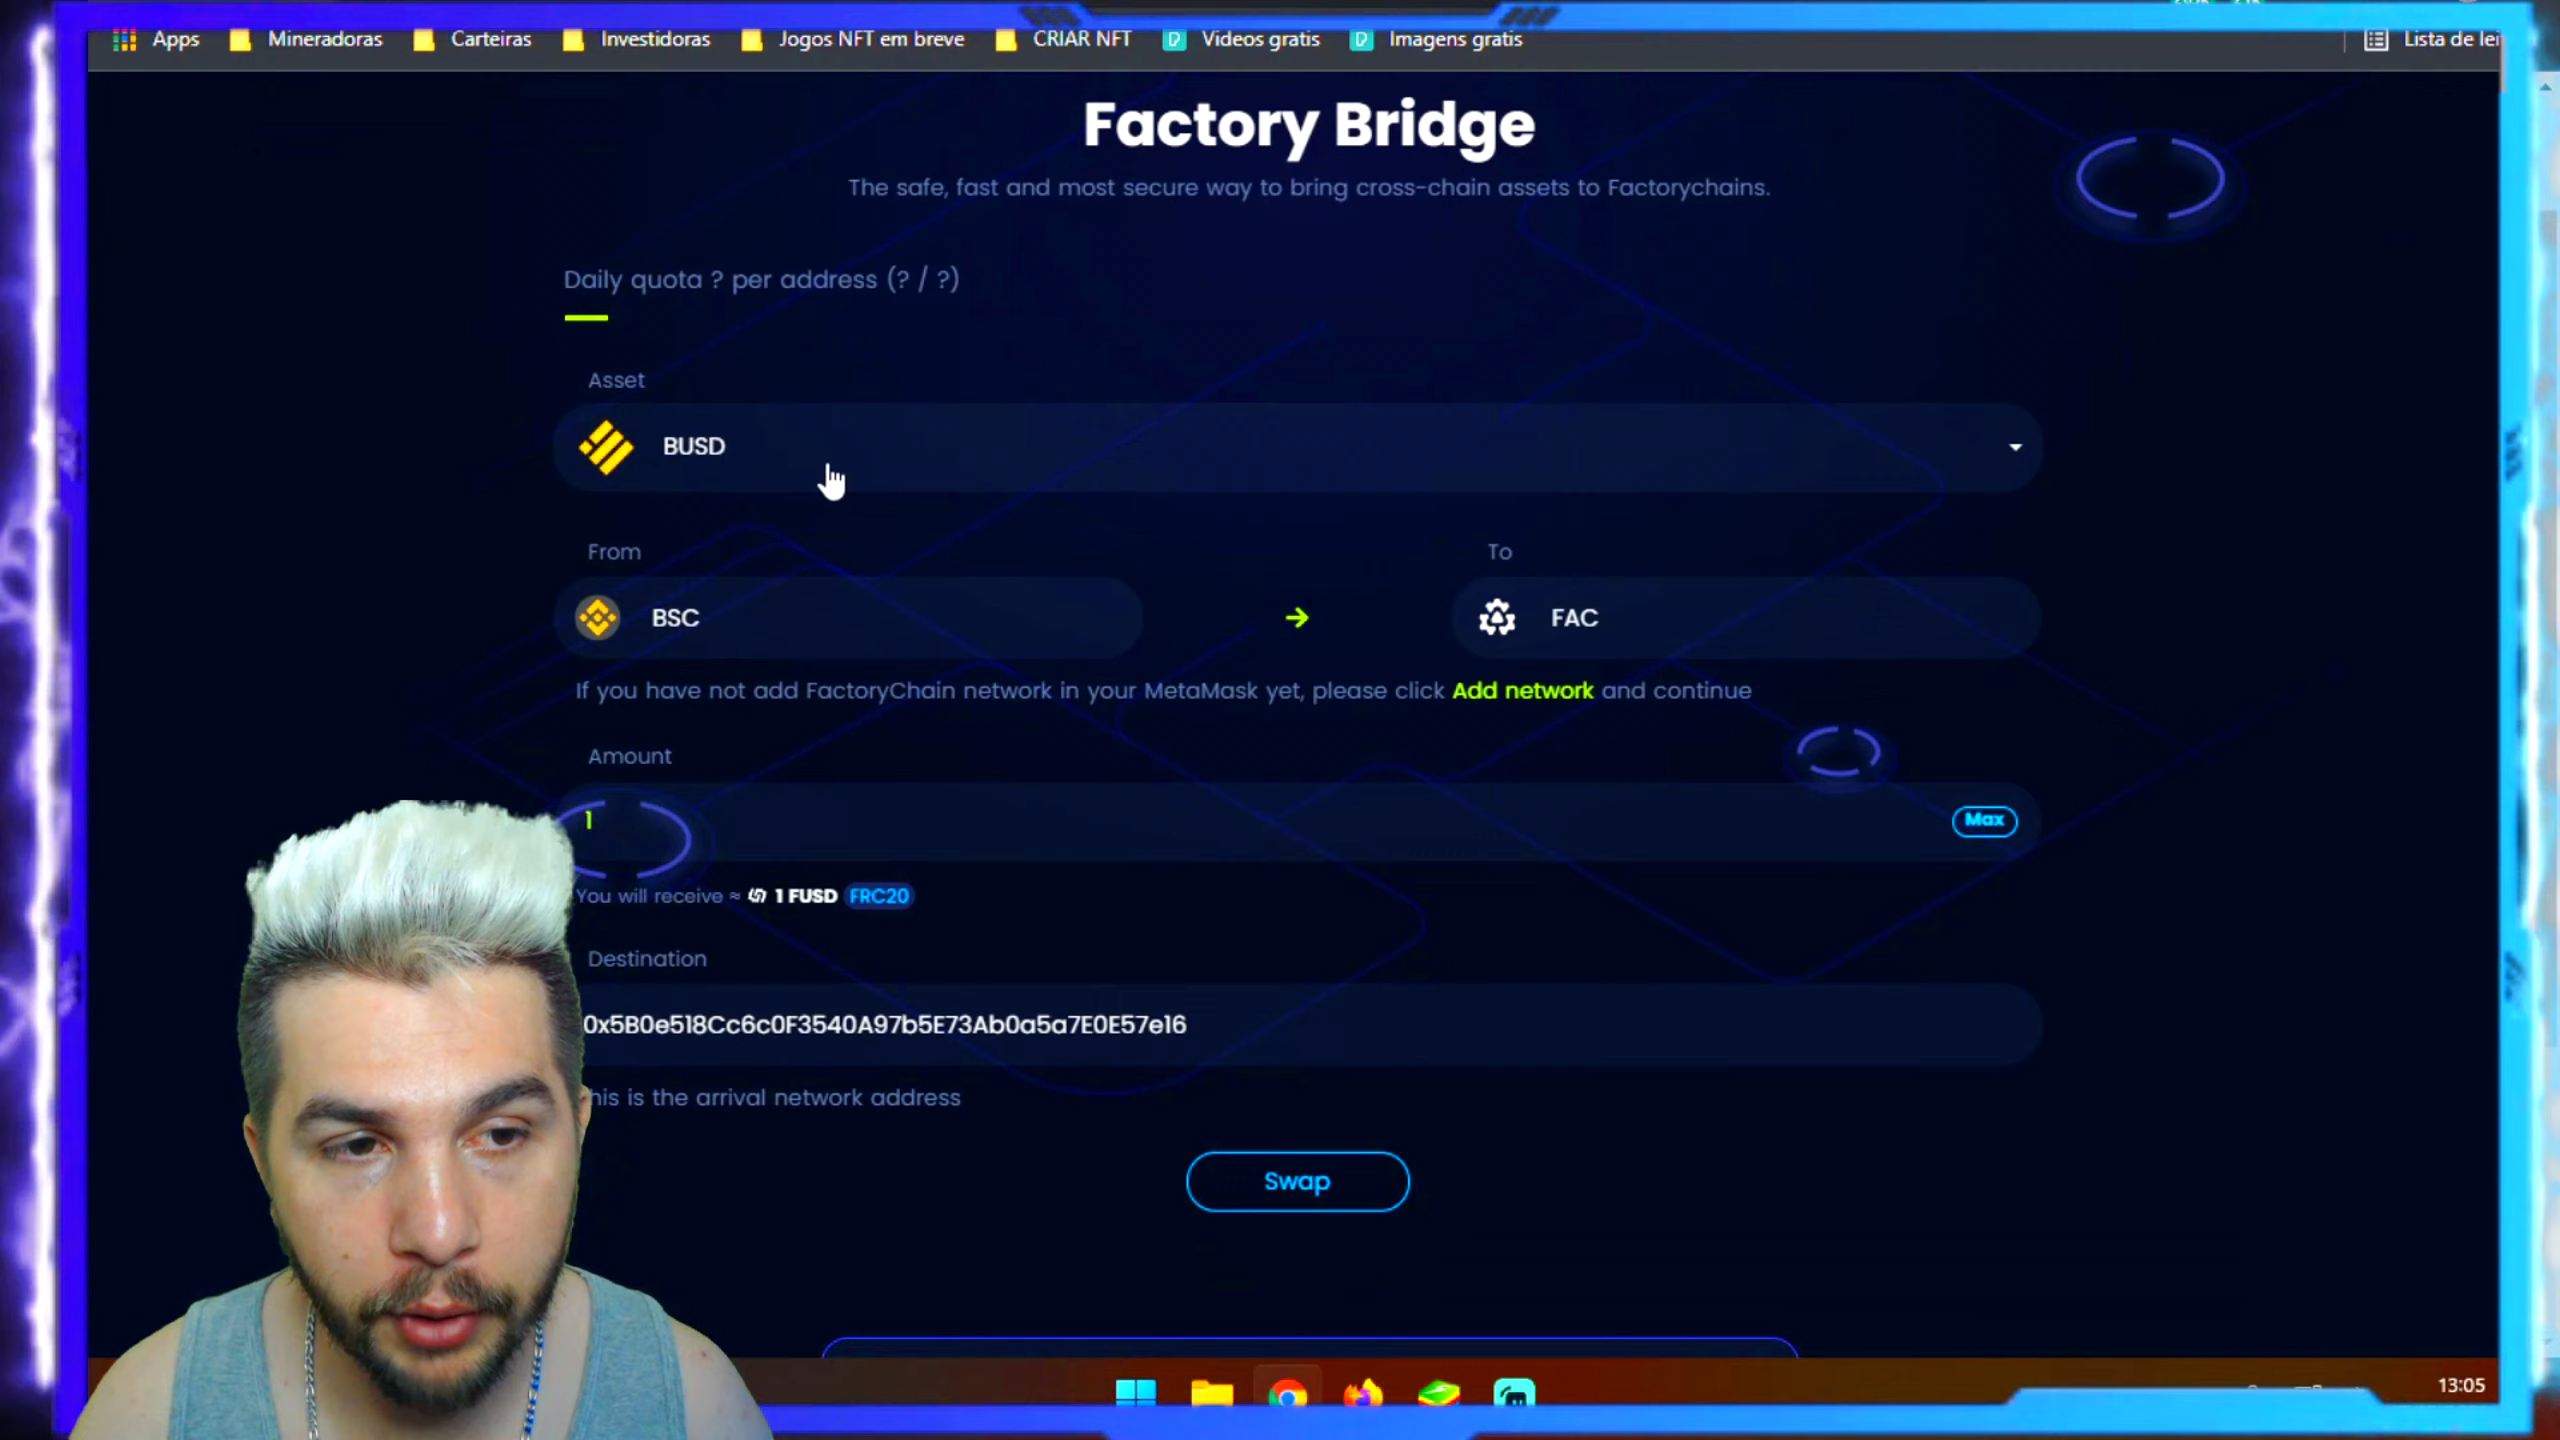 Apps Mineradoras Carteiras Investidoras Jogos NFT em breve CRIAR NFT Videos gratis Imagens gratis Lista de lei
Factory Bridge
The safe, fast and most secure way to bring cross-chain assets to Factorychains.
Daily quota ? per address (? / ?)
Asset
BUSD
From To
BSC FAC
If you have not add FactoryChain network in your MetaMask yet, please click Add network and continue
Amount
1 Max
You will receive ≈ 1 FUSD FRC20
Destination
0x5B0e518Cc6c0F3540A97b5E73Ab0a5a7E0E57e16
his is the arrival network address
Swap
13:05